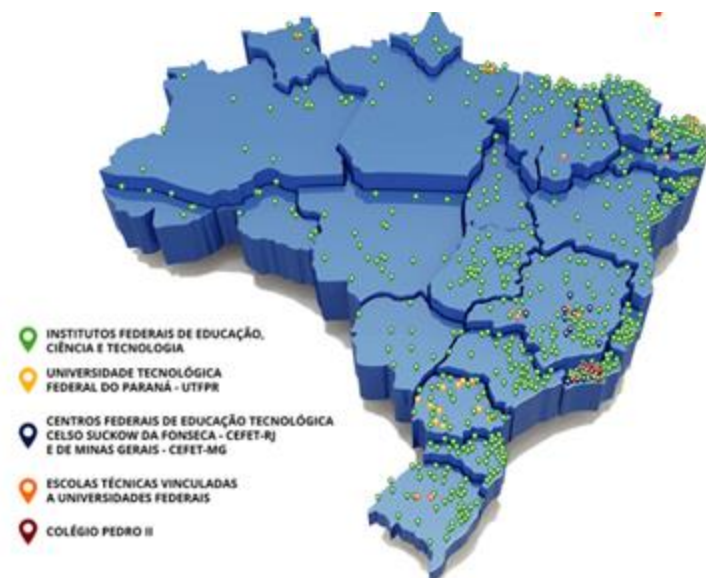 INSTITUTOS FEDERAIS DE EDUCAÇÃO,
CIÊNCIA E TECNOLOGIA
UNIVERSIDADE TECNOLÓGICA
FEDERAL DO PARANÁ - UTFPR
CENTROS FEDERAIS DE EDUCAÇÃO TECNOLÓGICA
CELSO SUCKOW DA FONSECA - CEFET-RJ
E DE MINAS GERAIS - CEFET-MG
ESCOLAS TÉCNICAS VINCULADAS
A UNIVERSIDADES FEDERAIS
COLÉGIO PEDRO II